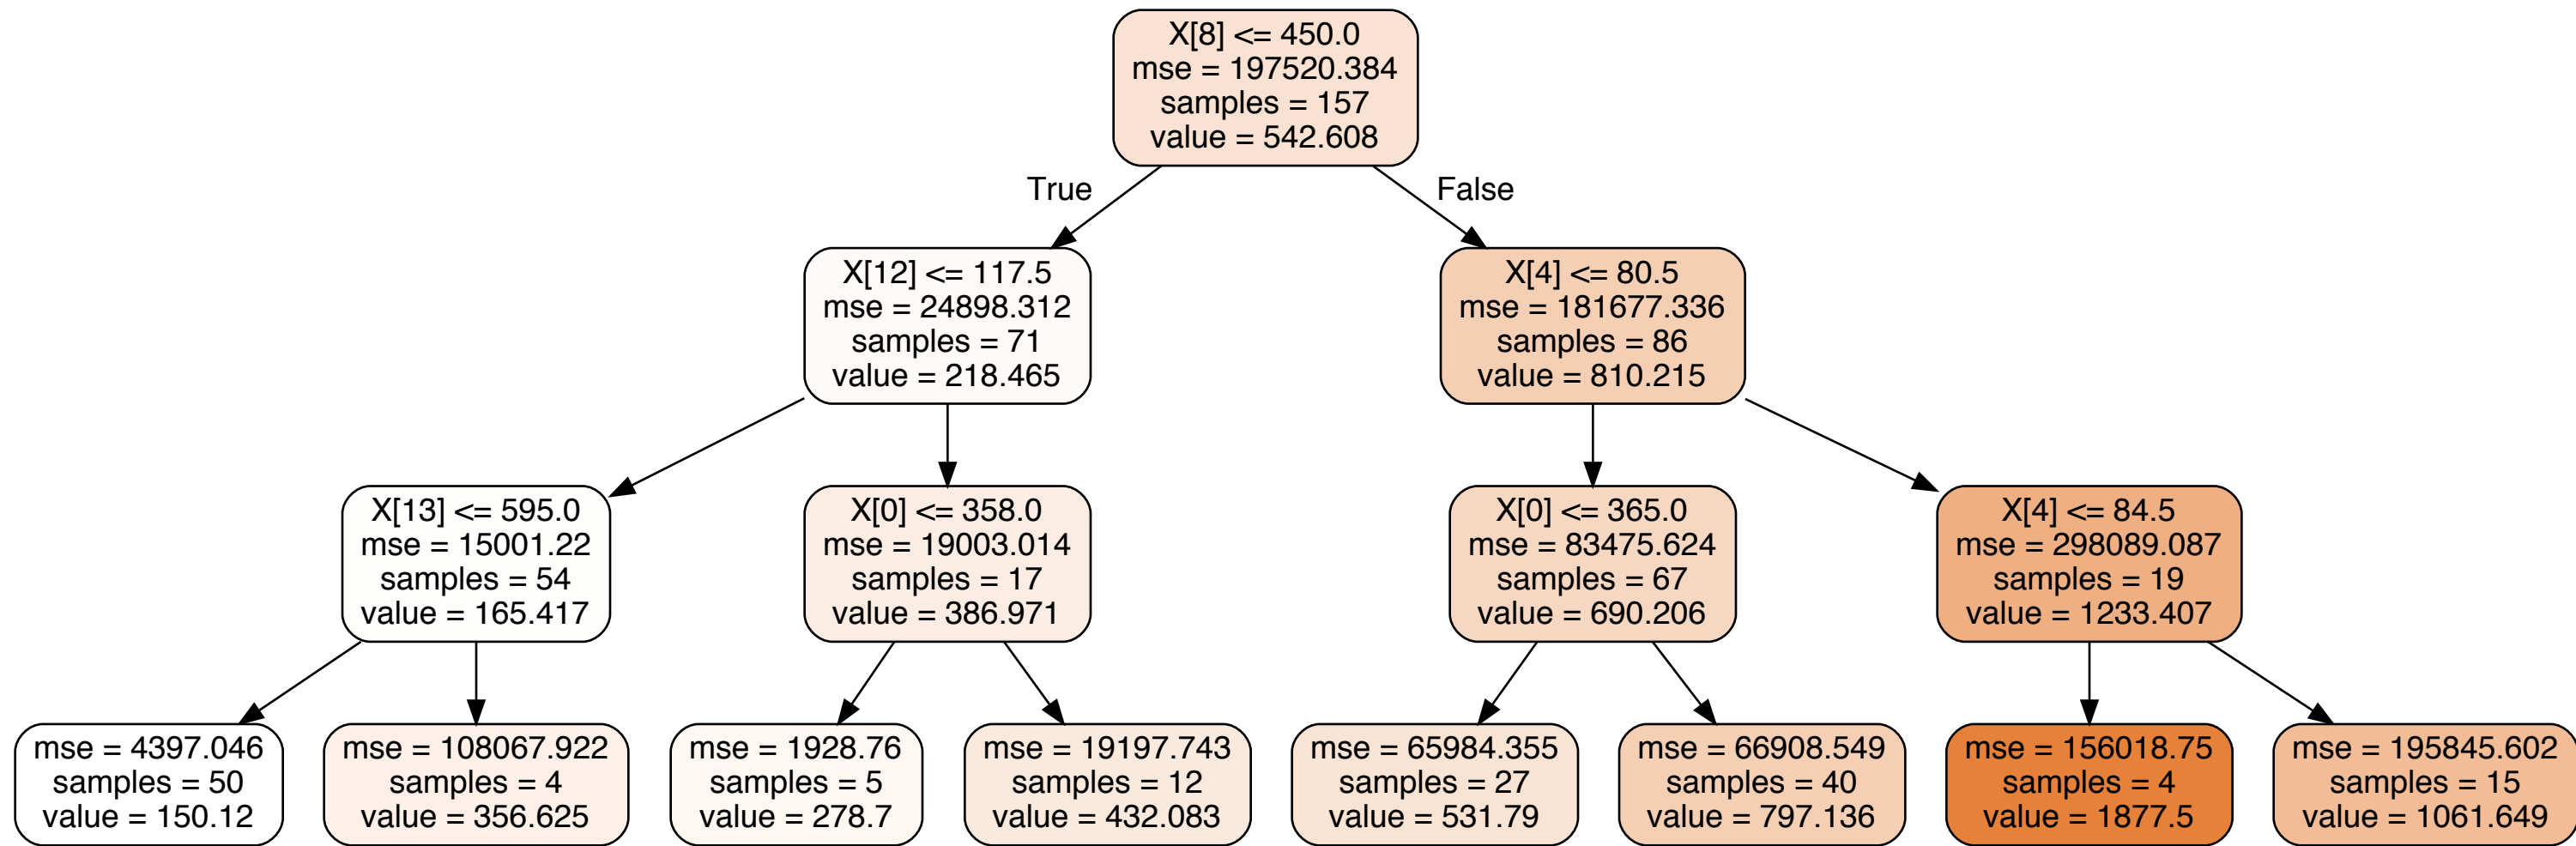 X[8] <= 450.0
mse = 197520.384
samples = 157
value = 542.608
True
False
X[12] <= 117.5
mse = 24898.312
samples = 71
value = 218.465
X[4] <= 80.5
mse = 181677.336
samples = 86
value = 810.215
X[13] <= 595.0
mse = 15001.22
samples = 54
value = 165.417
X[0] <= 358.0
mse = 19003.014
samples = 17
value = 386.971
X[0] <= 365.0
mse = 83475.624
samples = 67
value = 690.206
X[4] <= 84.5
mse = 298089.087
samples = 19
value = 1233.407
mse = 4397.046
samples = 50
value = 150.12
mse = 108067.922
samples = 4
value = 356.625
mse = 1928.76
samples = 5
value = 278.7
mse = 19197.743
samples = 12
value = 432.083
mse = 65984.355
samples = 27
value = 531.79
mse = 66908.549
samples = 40
value = 797.136
mse = 156018.75
samples = 4
value = 1877.5
mse = 195845.602
samples = 15
value = 1061.649